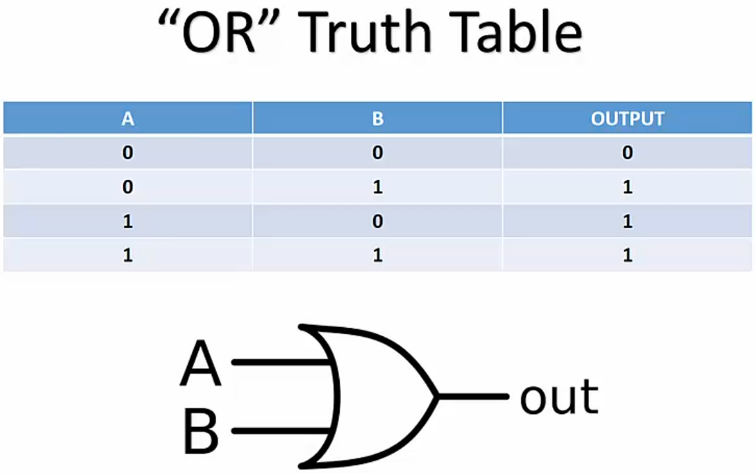 “OR” Truth Table
A B OUTPUT
0 0 0
0 1 1
1 0 1
1 1 1
A
B
out